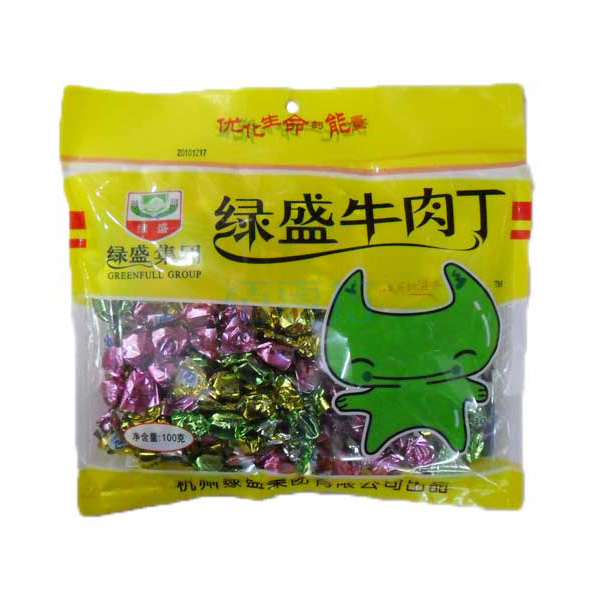 优化生命的能量
20101217
绿盛
绿盛牛肉丁
绿盛集团
GREENFULL GROUP
TM
净含量:100克
杭州绿盛集团有限公司出品